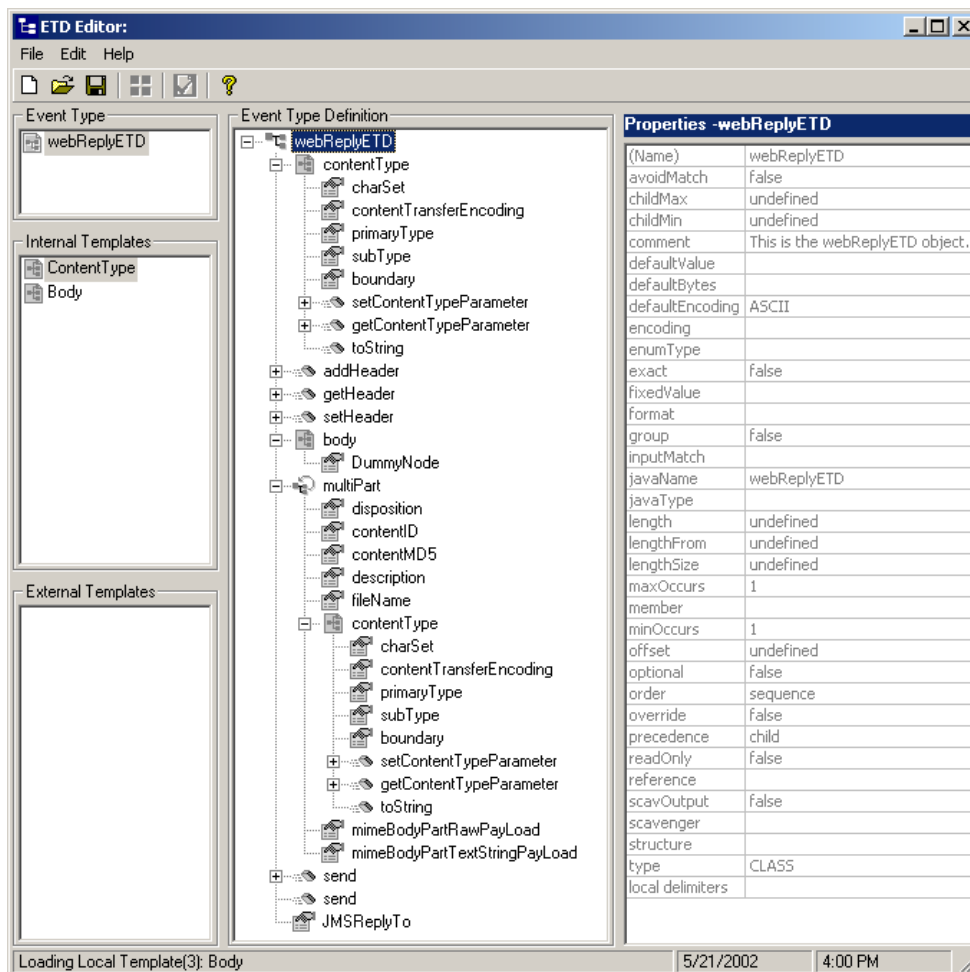 ETD Editor:
File Edit Help
Event Type
webReplyETD
Internal Templates
ContentType
Body
External Templates
Event Type Definition
webReplyETD
contentType
charSet
contentTransferEncoding
primaryType
subType
boundary
setContentTypeParameter
getContentTypeParameter
toString
addHeader
getHeader
setHeader
body
DummyNode
multiPart
disposition
contentID
contentMD5
description
fileName
contentType
charSet
contentTransferEncoding
primaryType
subType
boundary
setContentTypeParameter
getContentTypeParameter
toString
mimeBodyPartRawPayLoad
mimeBodyPartTextStringPayLoad
send
send
JMSReplyTo
Properties -webReplyETD
(Name) webReplyETD
avoidMatch false
childMax undefined
childMin undefined
comment This is the webReplyETD object.
defaultValue
defaultBytes
defaultEncoding ASCII
encoding
enumType
exact false
fixedValue
format
group false
inputMatch
javaName webReplyETD
javaType
length undefined
lengthFrom undefined
lengthSize undefined
maxOccurs 1
member
minOccurs 1
offset undefined
optional false
order sequence
override false
precedence child
readOnly false
reference
scavOutput false
scavenger
structure
type CLASS
local delimiters
Loading Local Template(3): Body 5/21/2002 4:00 PM